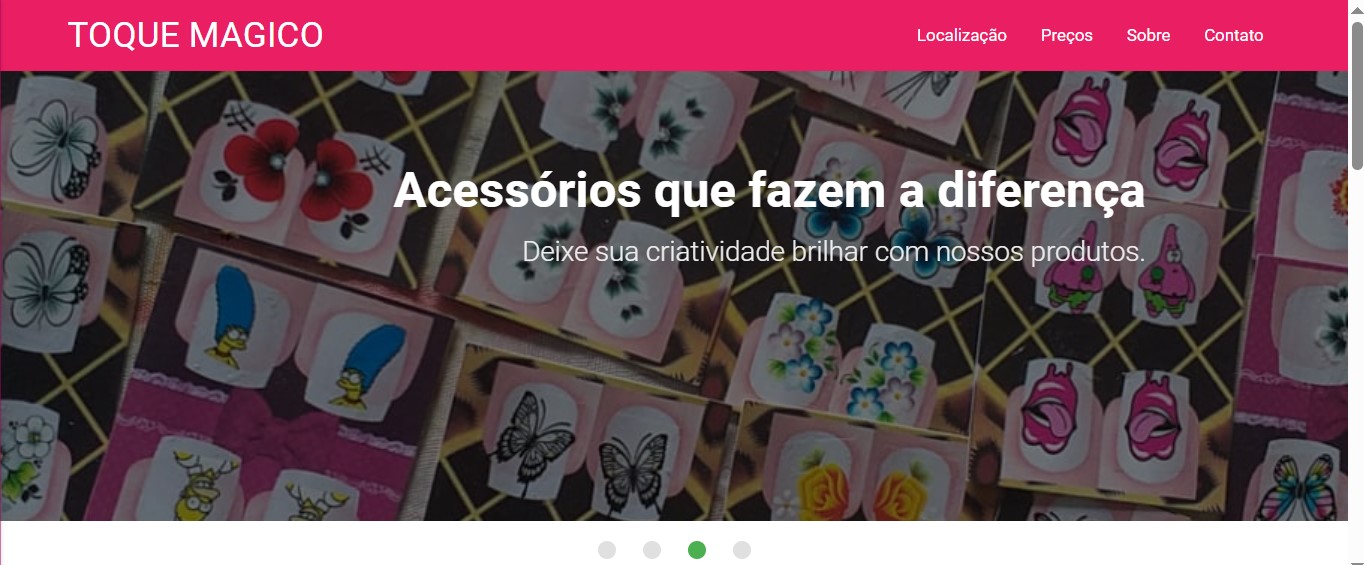 TOQUE MAGICO
Localização Preços Sobre Contato
Acessórios que fazem a diferença
Deixe sua criatividade brilhar com nossos produtos.